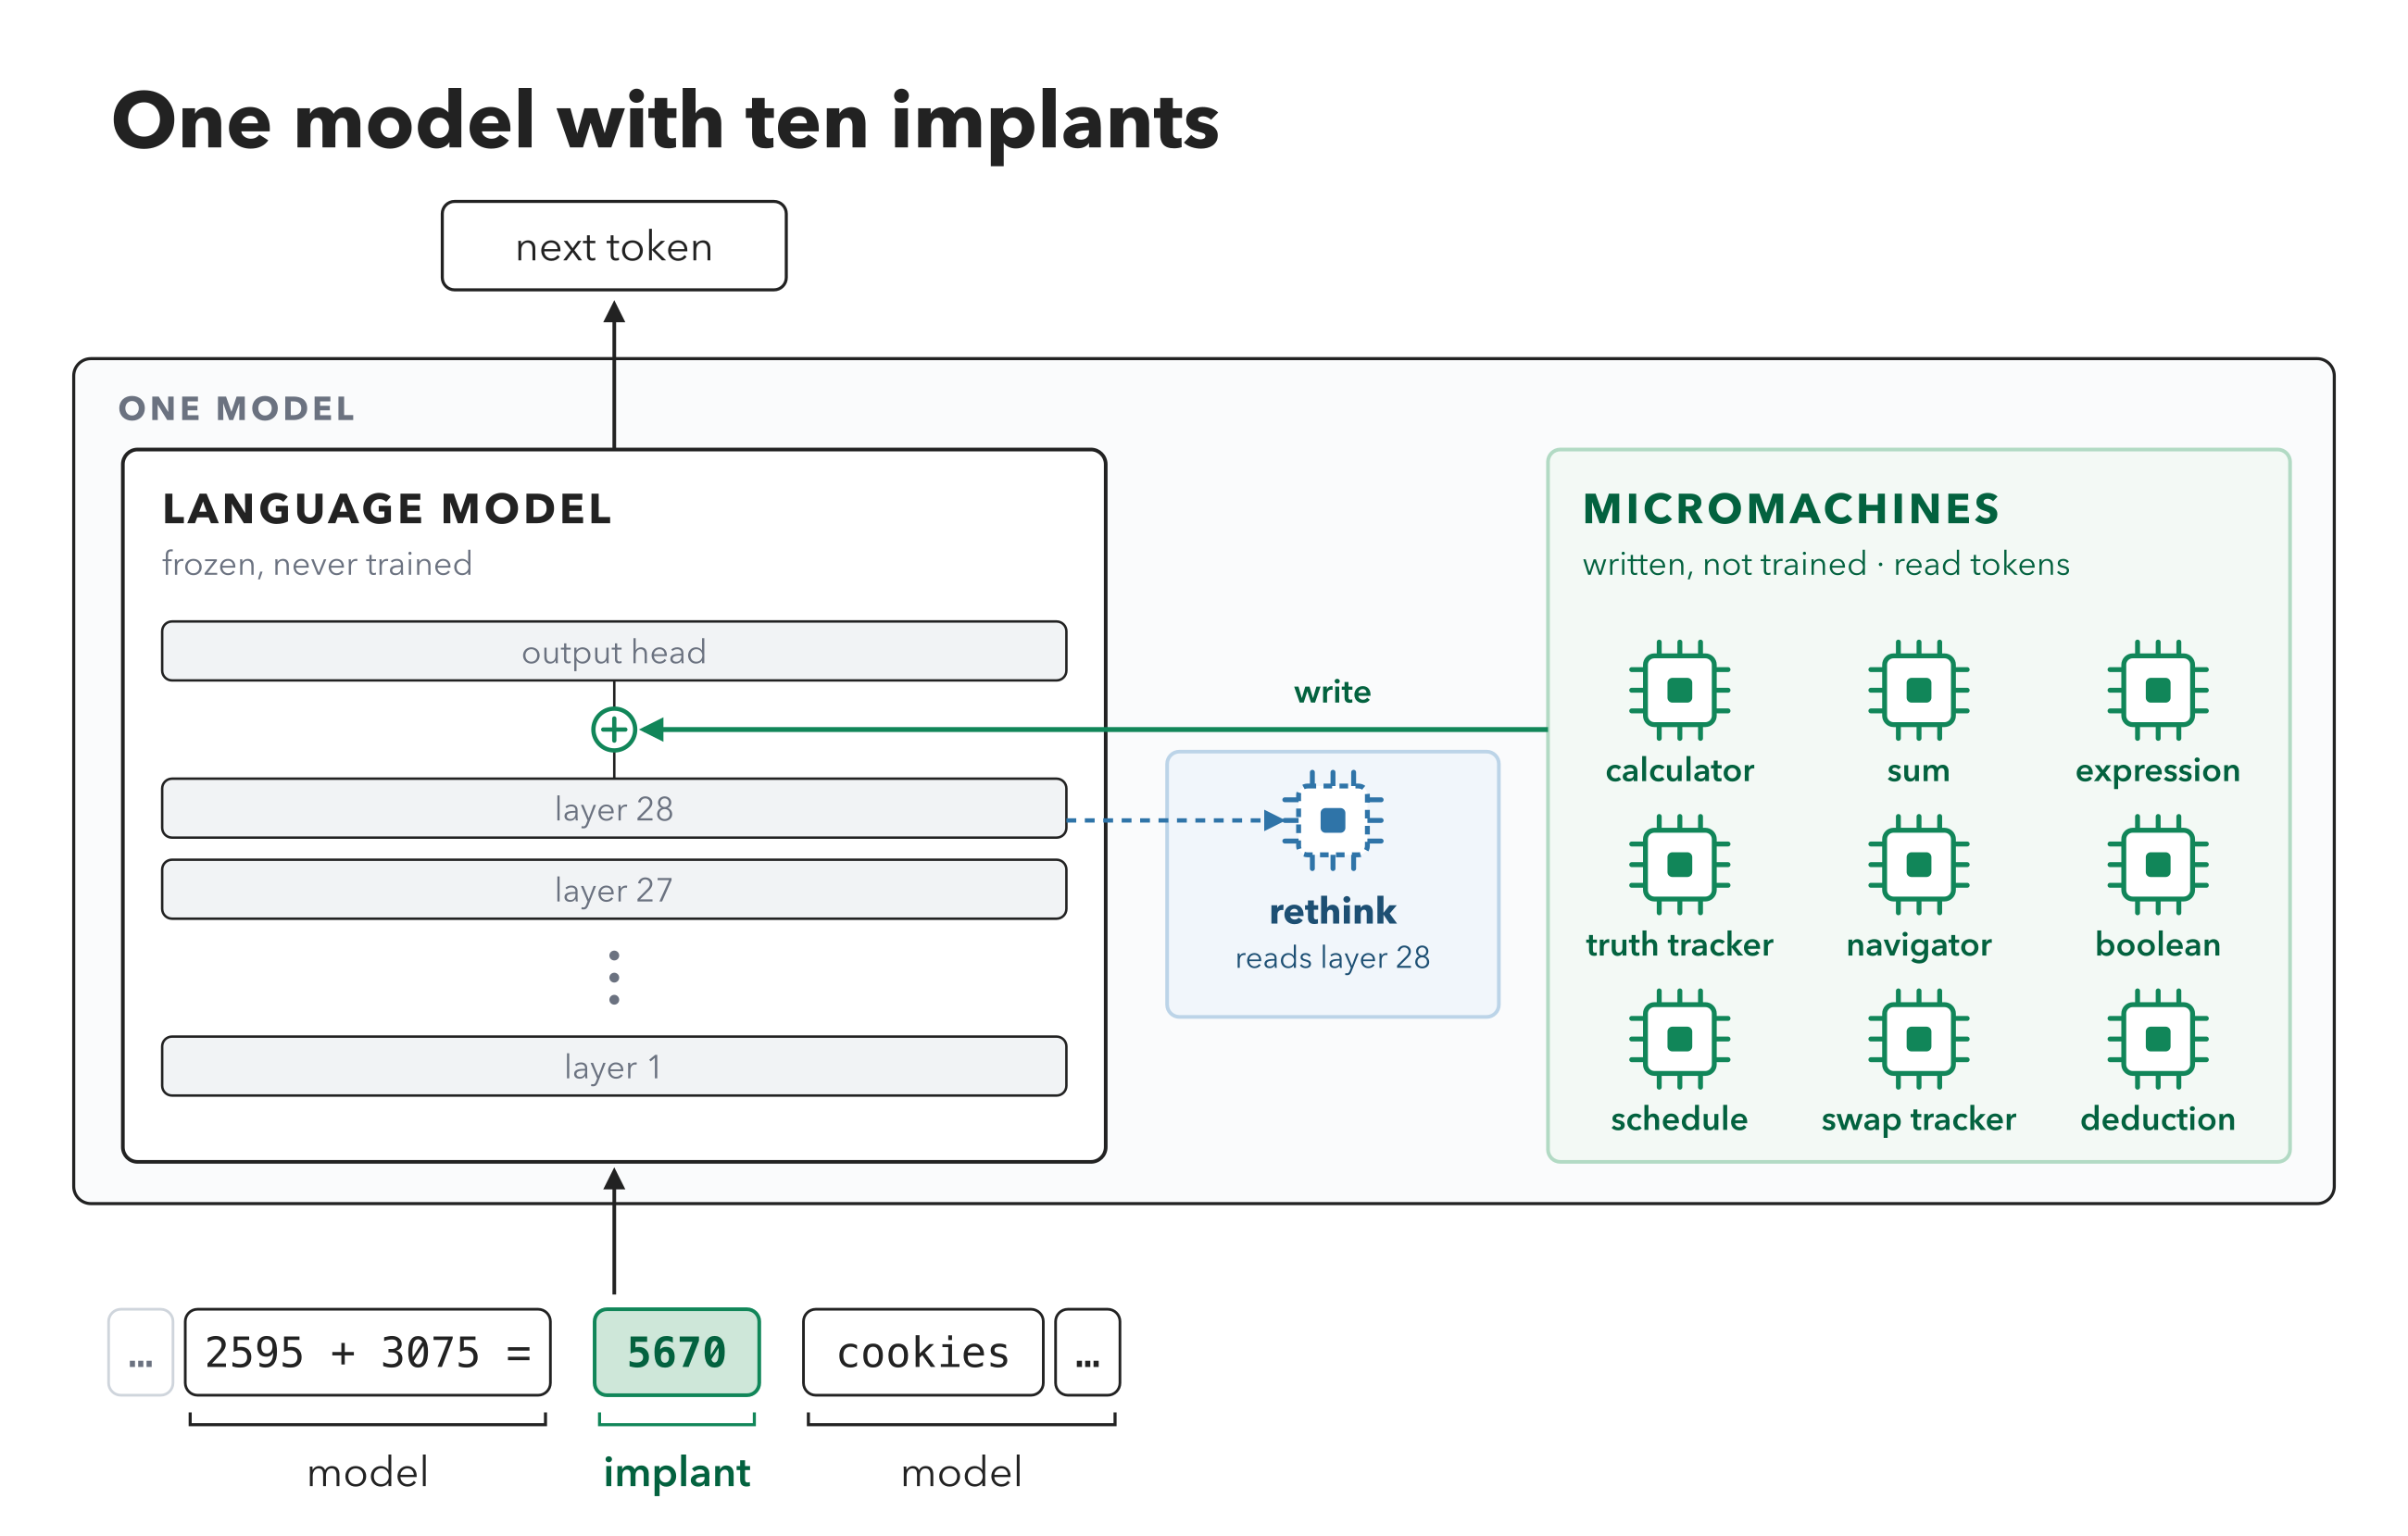 One model with ten implants
next token
ONE MODEL
LANGUAGE MODEL
frozen, never trained
output head
layer 28
layer 27
layer 1
write
rethink
reads layer 28
MICROMACHINES
written, not trained · read tokens
calculator
sum
expression
truth tracker
navigator
boolean
schedule
swap tracker
deduction
… 2595 + 3075 = 5670 cookies …
model implant model